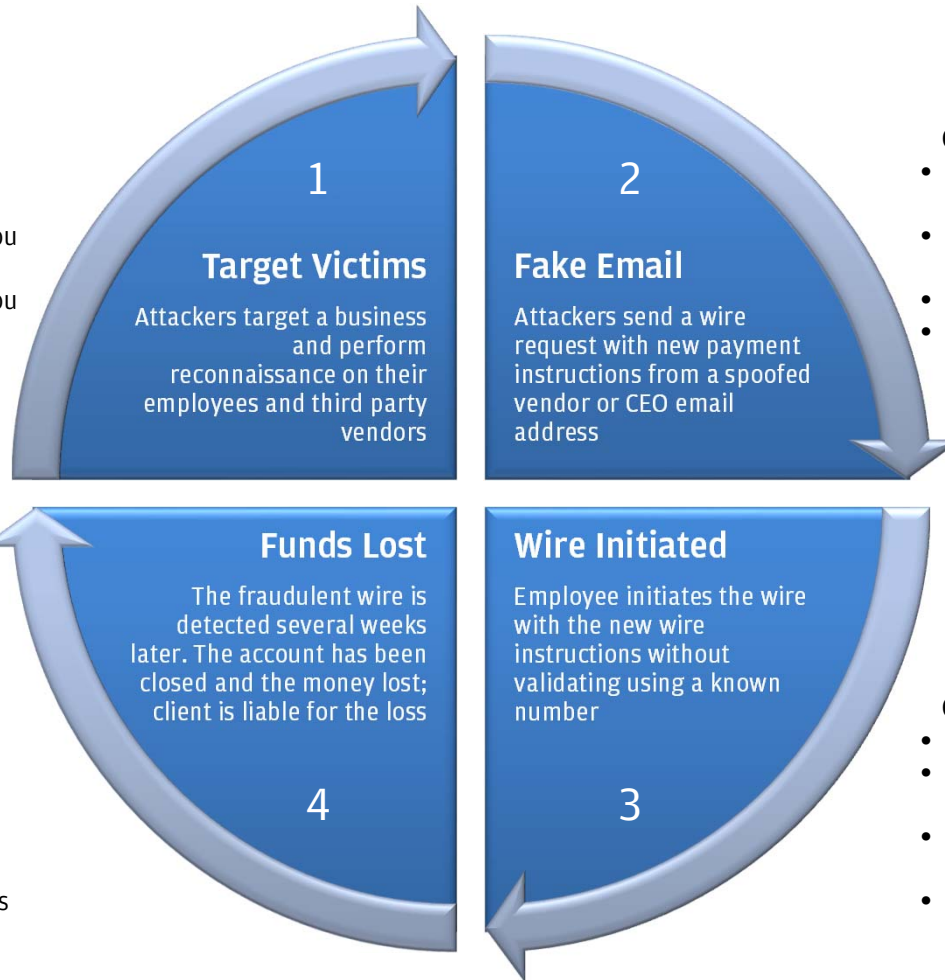 1
Target Victims
Attackers target a business
and perform
reconnaissance on their
employees and third party
vendors
2
Fake Email
Attackers send a wire
request with new payment
instructions from a spoofed
vendor or CEO email
address
Wire Initiated
Employee initiates the wire
with the new wire
instructions without
validating using a known
number
3
Funds Lost
The fraudulent wire is
detected several weeks
later. The account has been
closed and the money lost;
client is liable for the loss
4